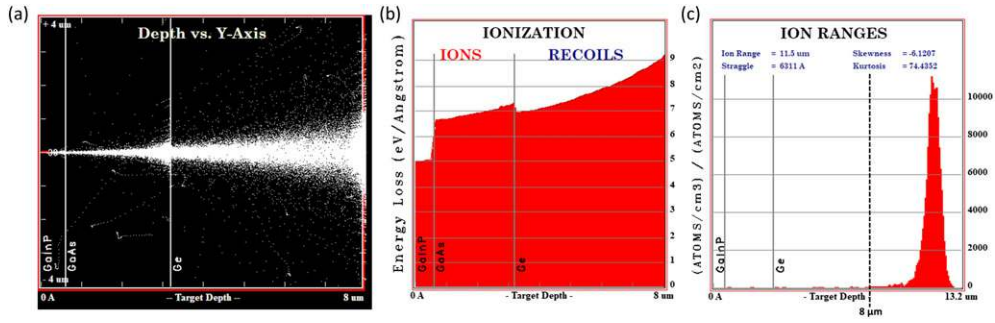 (a)
+ 4 um
Depth vs. Y-Axis
GaInP
GaAs
Ge
- 4 um
0 A
-- Target Depth --
8 um
(b)
IONIZATION
IONS
RECOILS
Energy Loss (eV/Angstrom)
9
8
7
6
5
4
3
2
1
0
GaInP
GaAs
Ge
0 A
- Target Depth -
8 um
(c)
ION RANGES
Ion Range = 11.5 um
Skewness = -6.1207
Straggle = 6311 A
Kurtosis = 74.4352
(ATOMS/cm3) / (ATOMS/cm2)
10000
8000
6000
4000
2000
0
GaInP
Ge
0 A
- Target Depth -
13.2 um
8 μm